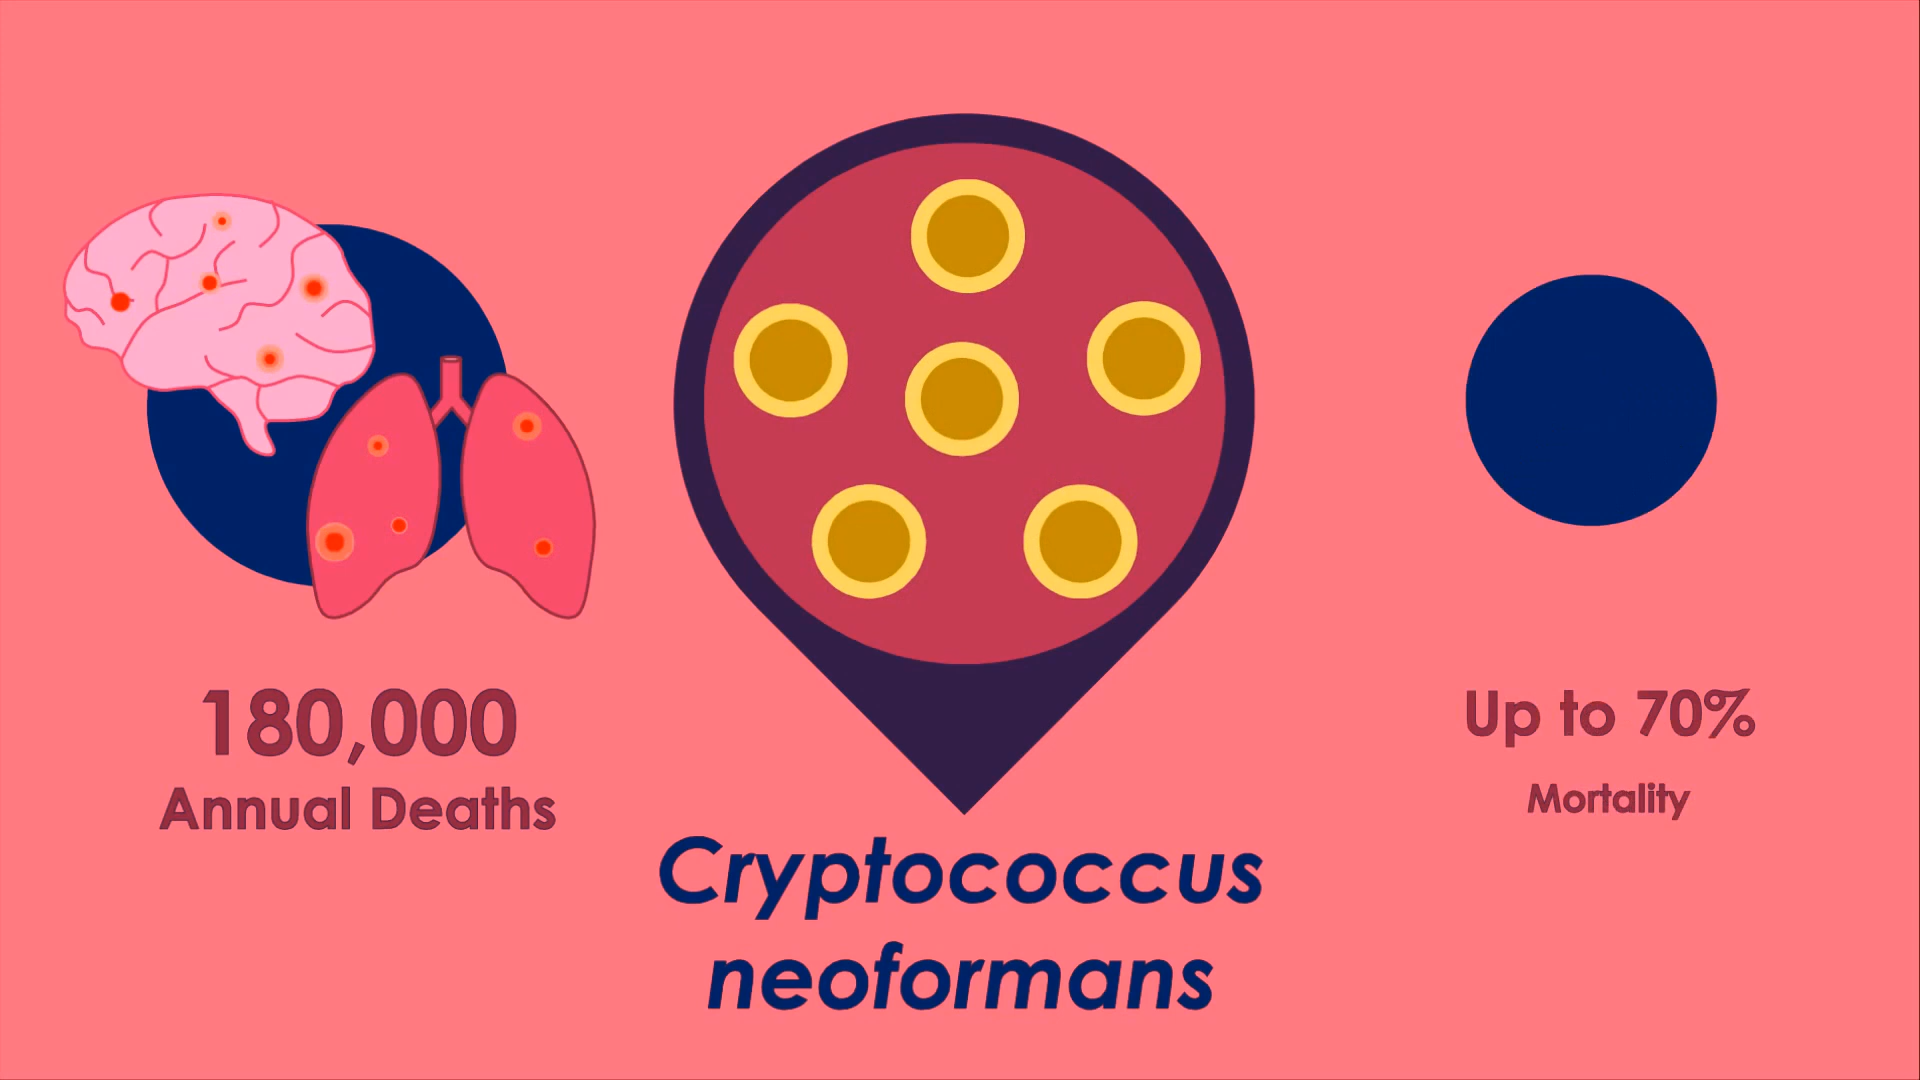 180,000
Annual Deaths
Cryptococcus
neoformans
Up to 70%
Mortality